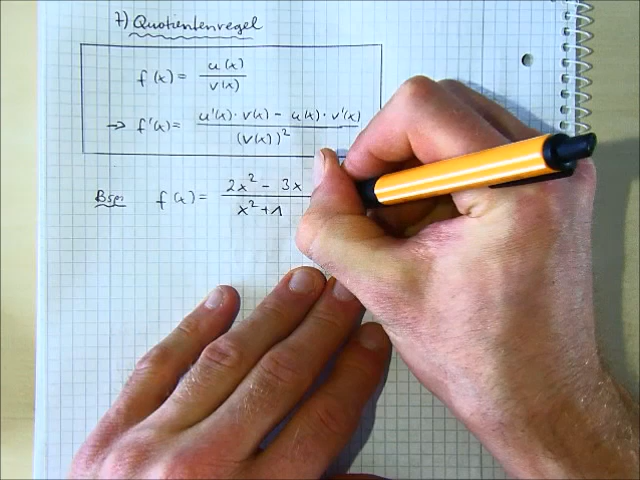 7) Quotientenregel
f(x) = u(x) / v(x)
→ f'(x) = u'(x) · v(x) - u(x) · v'(x) / (v(x))²
Bsp: f(x) = 2x² - 3x / x² + 1